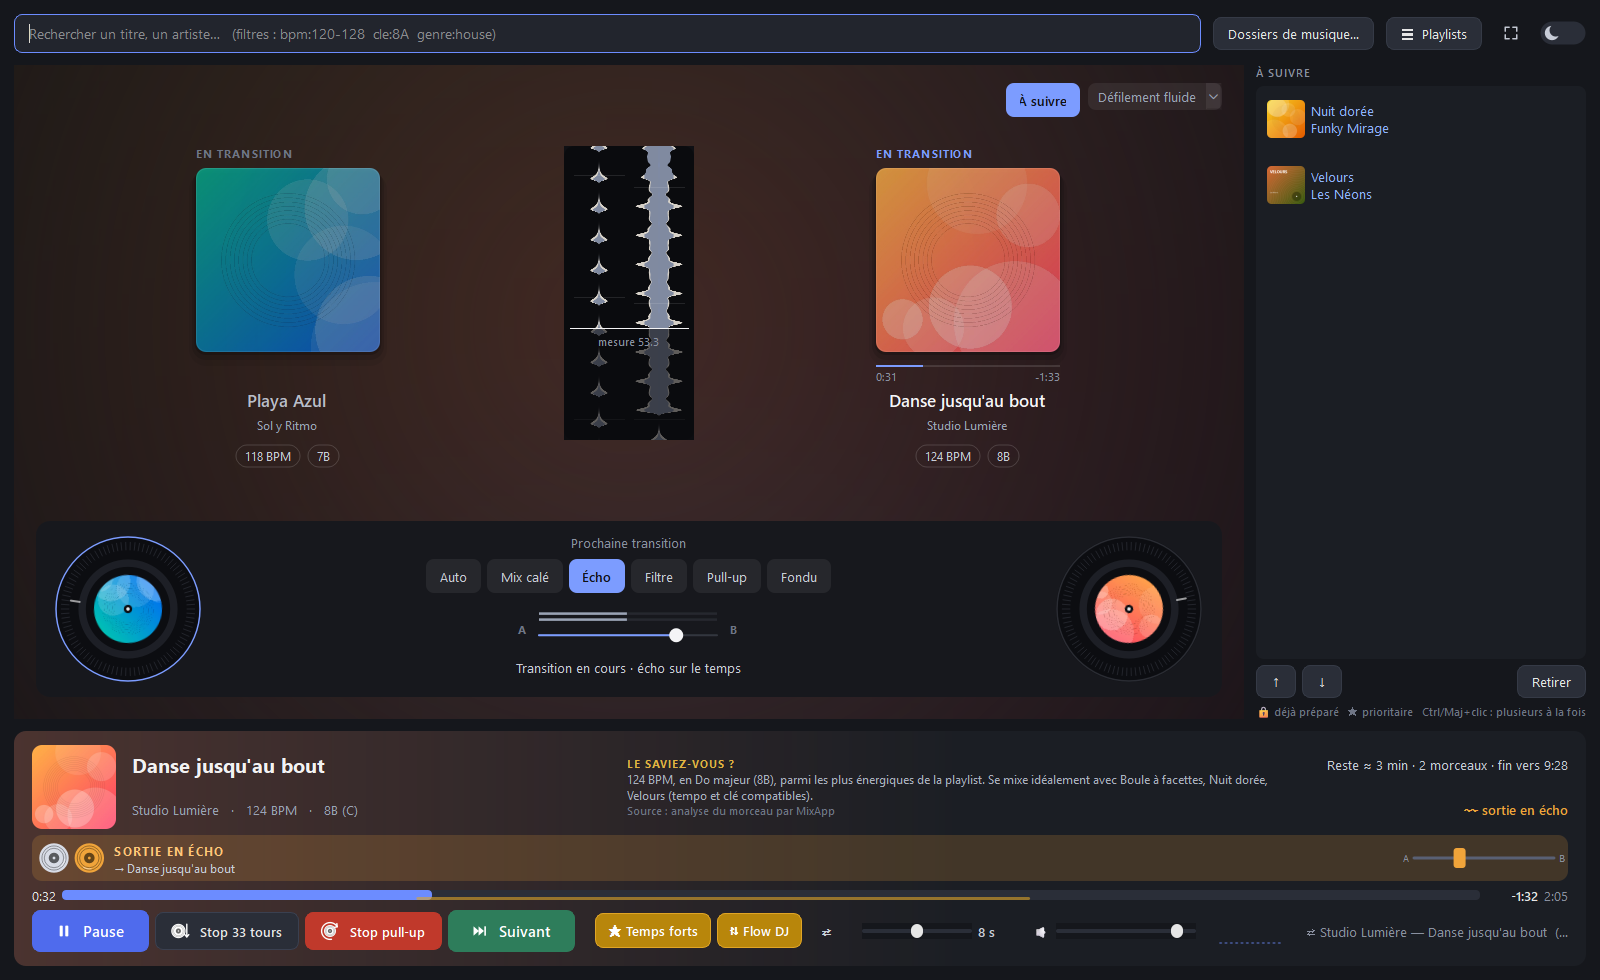 Rechercher un titre, un artiste... (filtres : bpm:120-128 cle:8A genre:house)
Dossiers de musique...
Playlists
À suivre
Défilement fluide
EN TRANSITION
Playa Azul
Sol y Ritmo
118 BPM
7B
mesure 53.3
EN TRANSITION
0:31
-1:33
Danse jusqu'au bout
Studio Lumière
124 BPM
8B
Prochaine transition
Auto
Mix calé
Écho
Filtre
Pull-up
Fondu
A
B
Transition en cours · écho sur le temps
À SUIVRE
Nuit dorée
Funky Mirage
VELOURS
Velours
Les Néons
↑
↓
Retirer
déjà préparé ★ prioritaire Ctrl/Maj+clic : plusieurs à la fois
Danse jusqu'au bout
Studio Lumière · 124 BPM · 8B (C)
LE SAVIEZ-VOUS ?
124 BPM, en Do majeur (8B), parmi les plus énergiques de la playlist. Se mixe idéalement avec Boule à facettes, Nuit dorée,
Velours (tempo et clé compatibles).
Source : analyse du morceau par MixApp
Reste ≈ 3 min · 2 morceaux · fin vers 9:28
sortie en écho
SORTIE EN ÉCHO
→ Danse jusqu'au bout
A
B
0:32
-1:32 2:05
Pause
Stop 33 tours
Stop pull-up
Suivant
★ Temps forts
Flow DJ
8 s
⇄ Studio Lumière — Danse jusqu'au bout (...